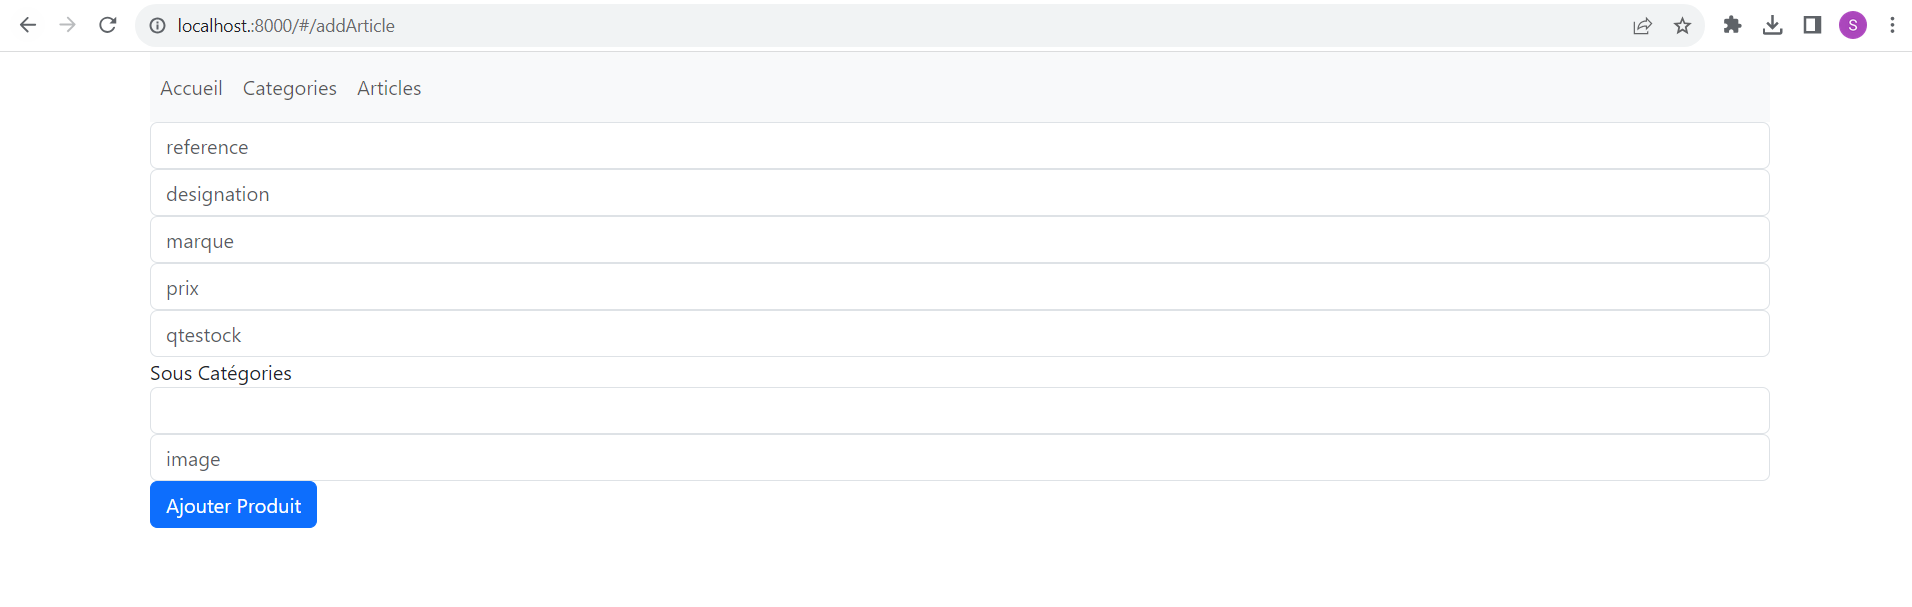 localhost.:8000/#/addArticle
S
Accueil Categories Articles
reference
designation
marque
prix
qtestock
Sous Catégories
image
Ajouter Produit